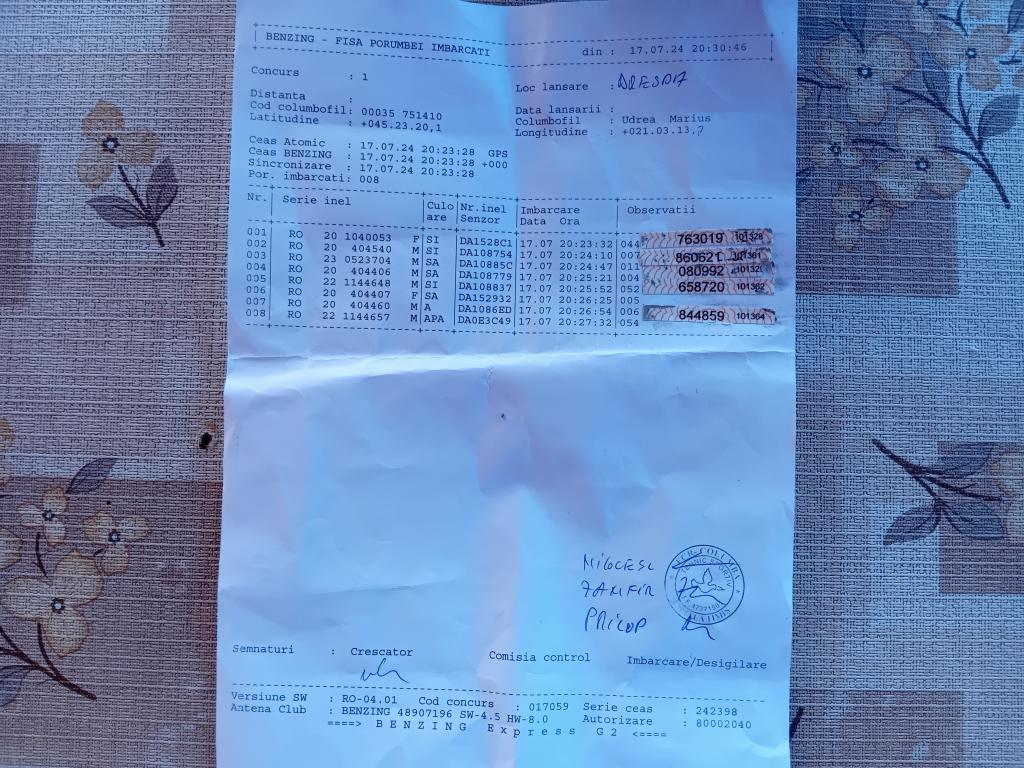 BENZING - FISA PORUMBEI IMBARCATI din : 17.07.24 20:30:46
Concurs : 1 Loc lansare :
Distanta : Data lansarii :
Cod columbofil: 00035 751410 Columbofil : Udrea Marius
Latitudine : +045.23.20,1 Longitudine : +021.03.13,7
Ceas Atomic : 17.07.24 20:23:28 GPS
Ceas BENZING : 17.07.24 20:23:28 +000
Sincronizare : 17.07.24 20:23:28
Por. imbarcati: 008
Nr. Serie inel Culo Nr.inel Imbarcare Observatii
are Senzor Data Ora
001 RO 20 1040053 F SI DA1528C1 17.07 20:23:32 044 763019 101328
002 RO 20 404540 M SI DA108754 17.07 20:24:10 007 860621
003 RO 23 0523704 M SA DA10885C 17.07 20:24:47 011 080992
004 RO 20 404406 M SA DA108779 17.07 20:25:21 004
005 RO 22 1144648 M SI DA108837 17.07 20:25:52 052 658720 101362
006 RO 20 404407 F SA DA152932 17.07 20:26:25 005
007 RO 20 404460 M A DA1086ED 17.07 20:26:54 006 844859 101364
008 RO 22 1144657 M APA DA0E3C49 17.07 20:27:32 054
ZAMFIR
PRICOP
Semnaturi : Crescator Comisia control Imbarcare/Desigilare
Versiune SW : RO-04.01 Cod concurs : 017059 Serie ceas : 242398
Antena Club : BENZING 48907196 SW-4.5 HW-8.0 Autorizare : 80002040
====> B E N Z I N G E x p r e s s G 2 <====